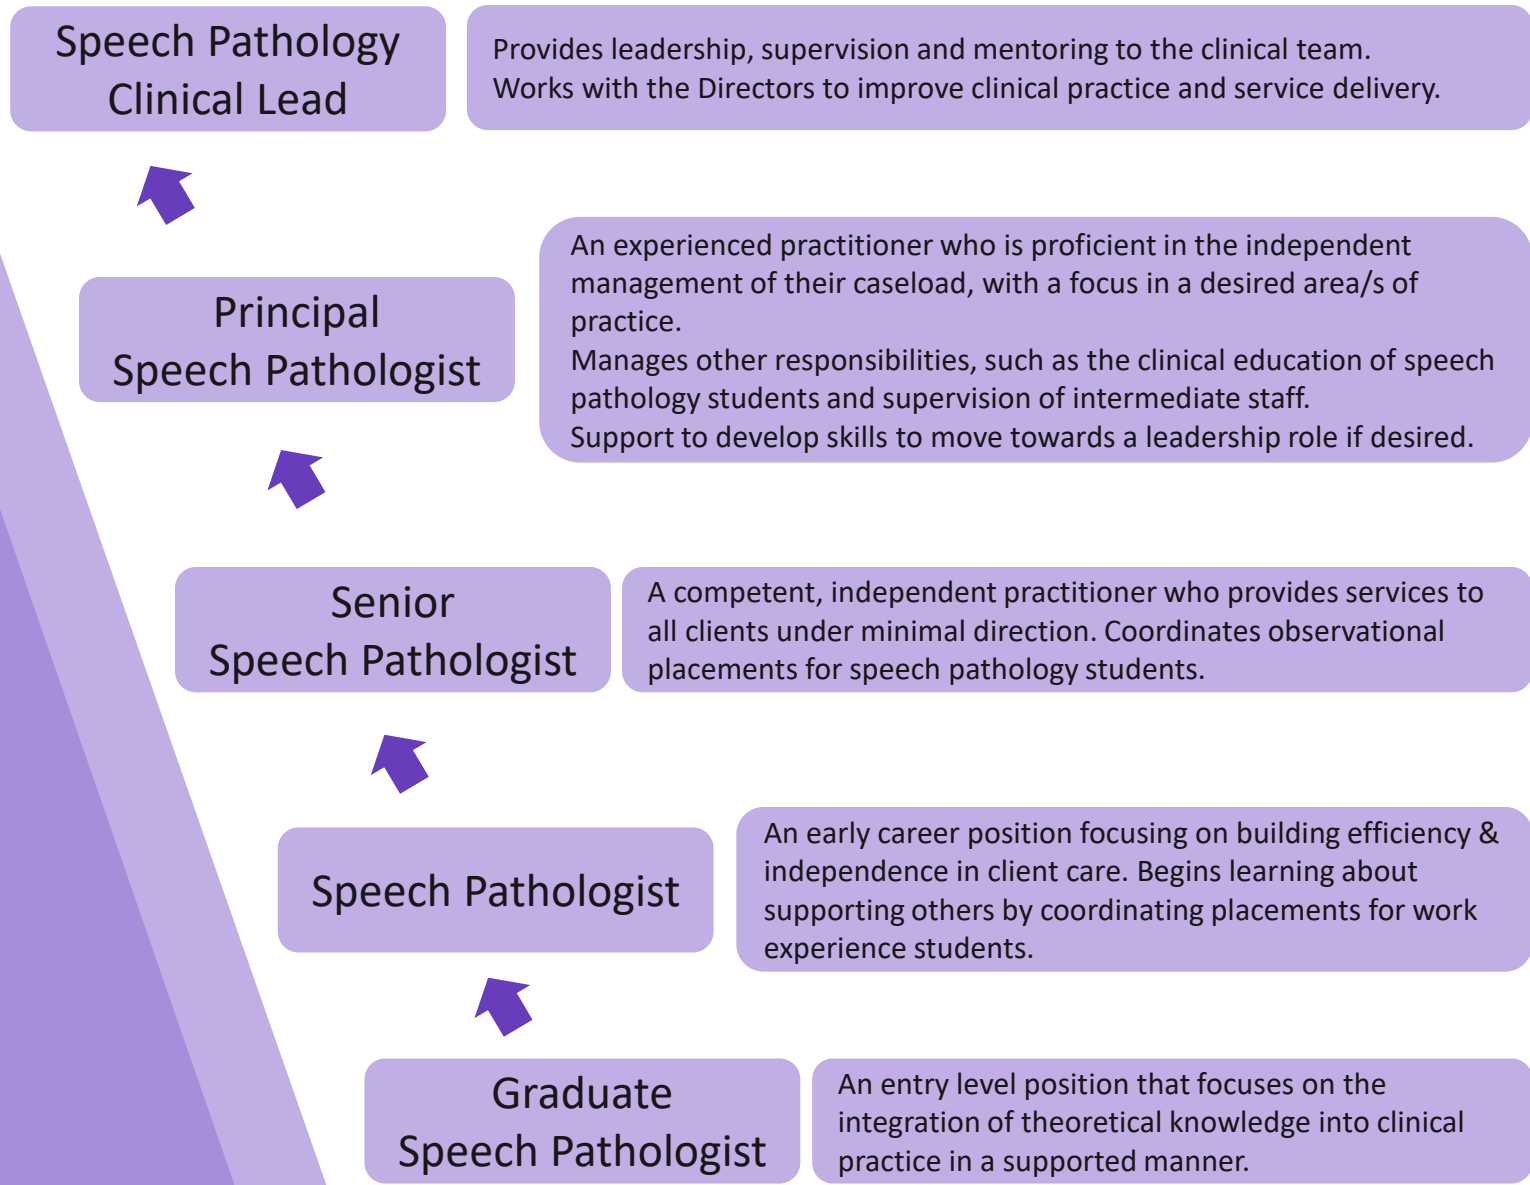 Speech Pathology
Clinical Lead
Provides leadership, supervision and mentoring to the clinical team.
Works with the Directors to improve clinical practice and service delivery.
Principal
Speech Pathologist
An experienced practitioner who is proficient in the independent
management of their caseload, with a focus in a desired area/s of
practice.
Manages other responsibilities, such as the clinical education of speech
pathology students and supervision of intermediate staff.
Support to develop skills to move towards a leadership role if desired.
Senior
Speech Pathologist
A competent, independent practitioner who provides services to
all clients under minimal direction. Coordinates observational
placements for speech pathology students.
Speech Pathologist
An early career position focusing on building efficiency &
independence in client care. Begins learning about
supporting others by coordinating placements for work
experience students.
Graduate
Speech Pathologist
An entry level position that focuses on the
integration of theoretical knowledge into clinical
practice in a supported manner.